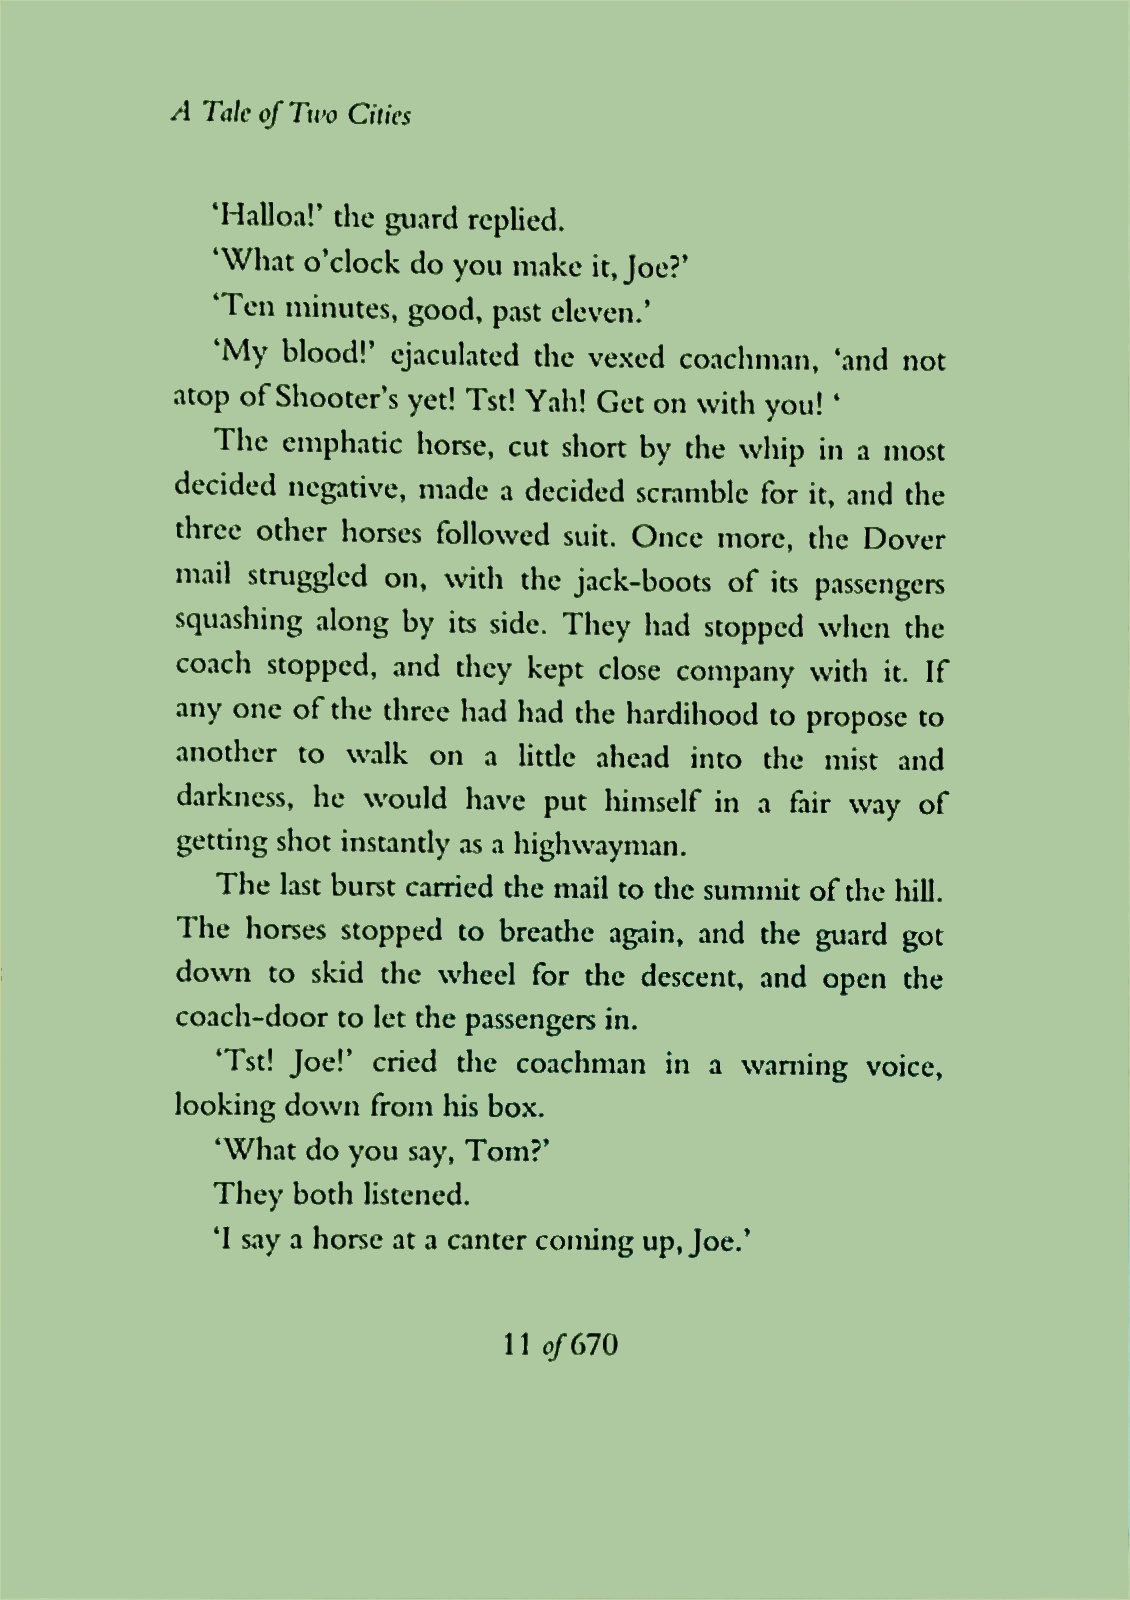 A Tale of Two Cities
‘Halloa!’ the guard replied.
‘What o’clock do you make it, Joe?’
‘Ten minutes, good, past eleven.’
‘My blood!’ ejaculated the vexed coachman, ‘and not
atop of Shooter’s yet! Tst! Yah! Get on with you! ‘
The emphatic horse, cut short by the whip in a most
decided negative, made a decided scramble for it, and the
three other horses followed suit. Once more, the Dover
mail struggled on, with the jack-boots of its passengers
squashing along by its side. They had stopped when the
coach stopped, and they kept close company with it. If
any one of the three had had the hardihood to propose to
another to walk on a little ahead into the mist and
darkness, he would have put himself in a fair way of
getting shot instantly as a highwayman.
The last burst carried the mail to the summit of the hill.
The horses stopped to breathe again, and the guard got
down to skid the wheel for the descent, and open the
coach-door to let the passengers in.
‘Tst! Joe!’ cried the coachman in a warning voice,
looking down from his box.
‘What do you say, Tom?’
They both listened.
‘I say a horse at a canter coming up, Joe.’
11 of 670